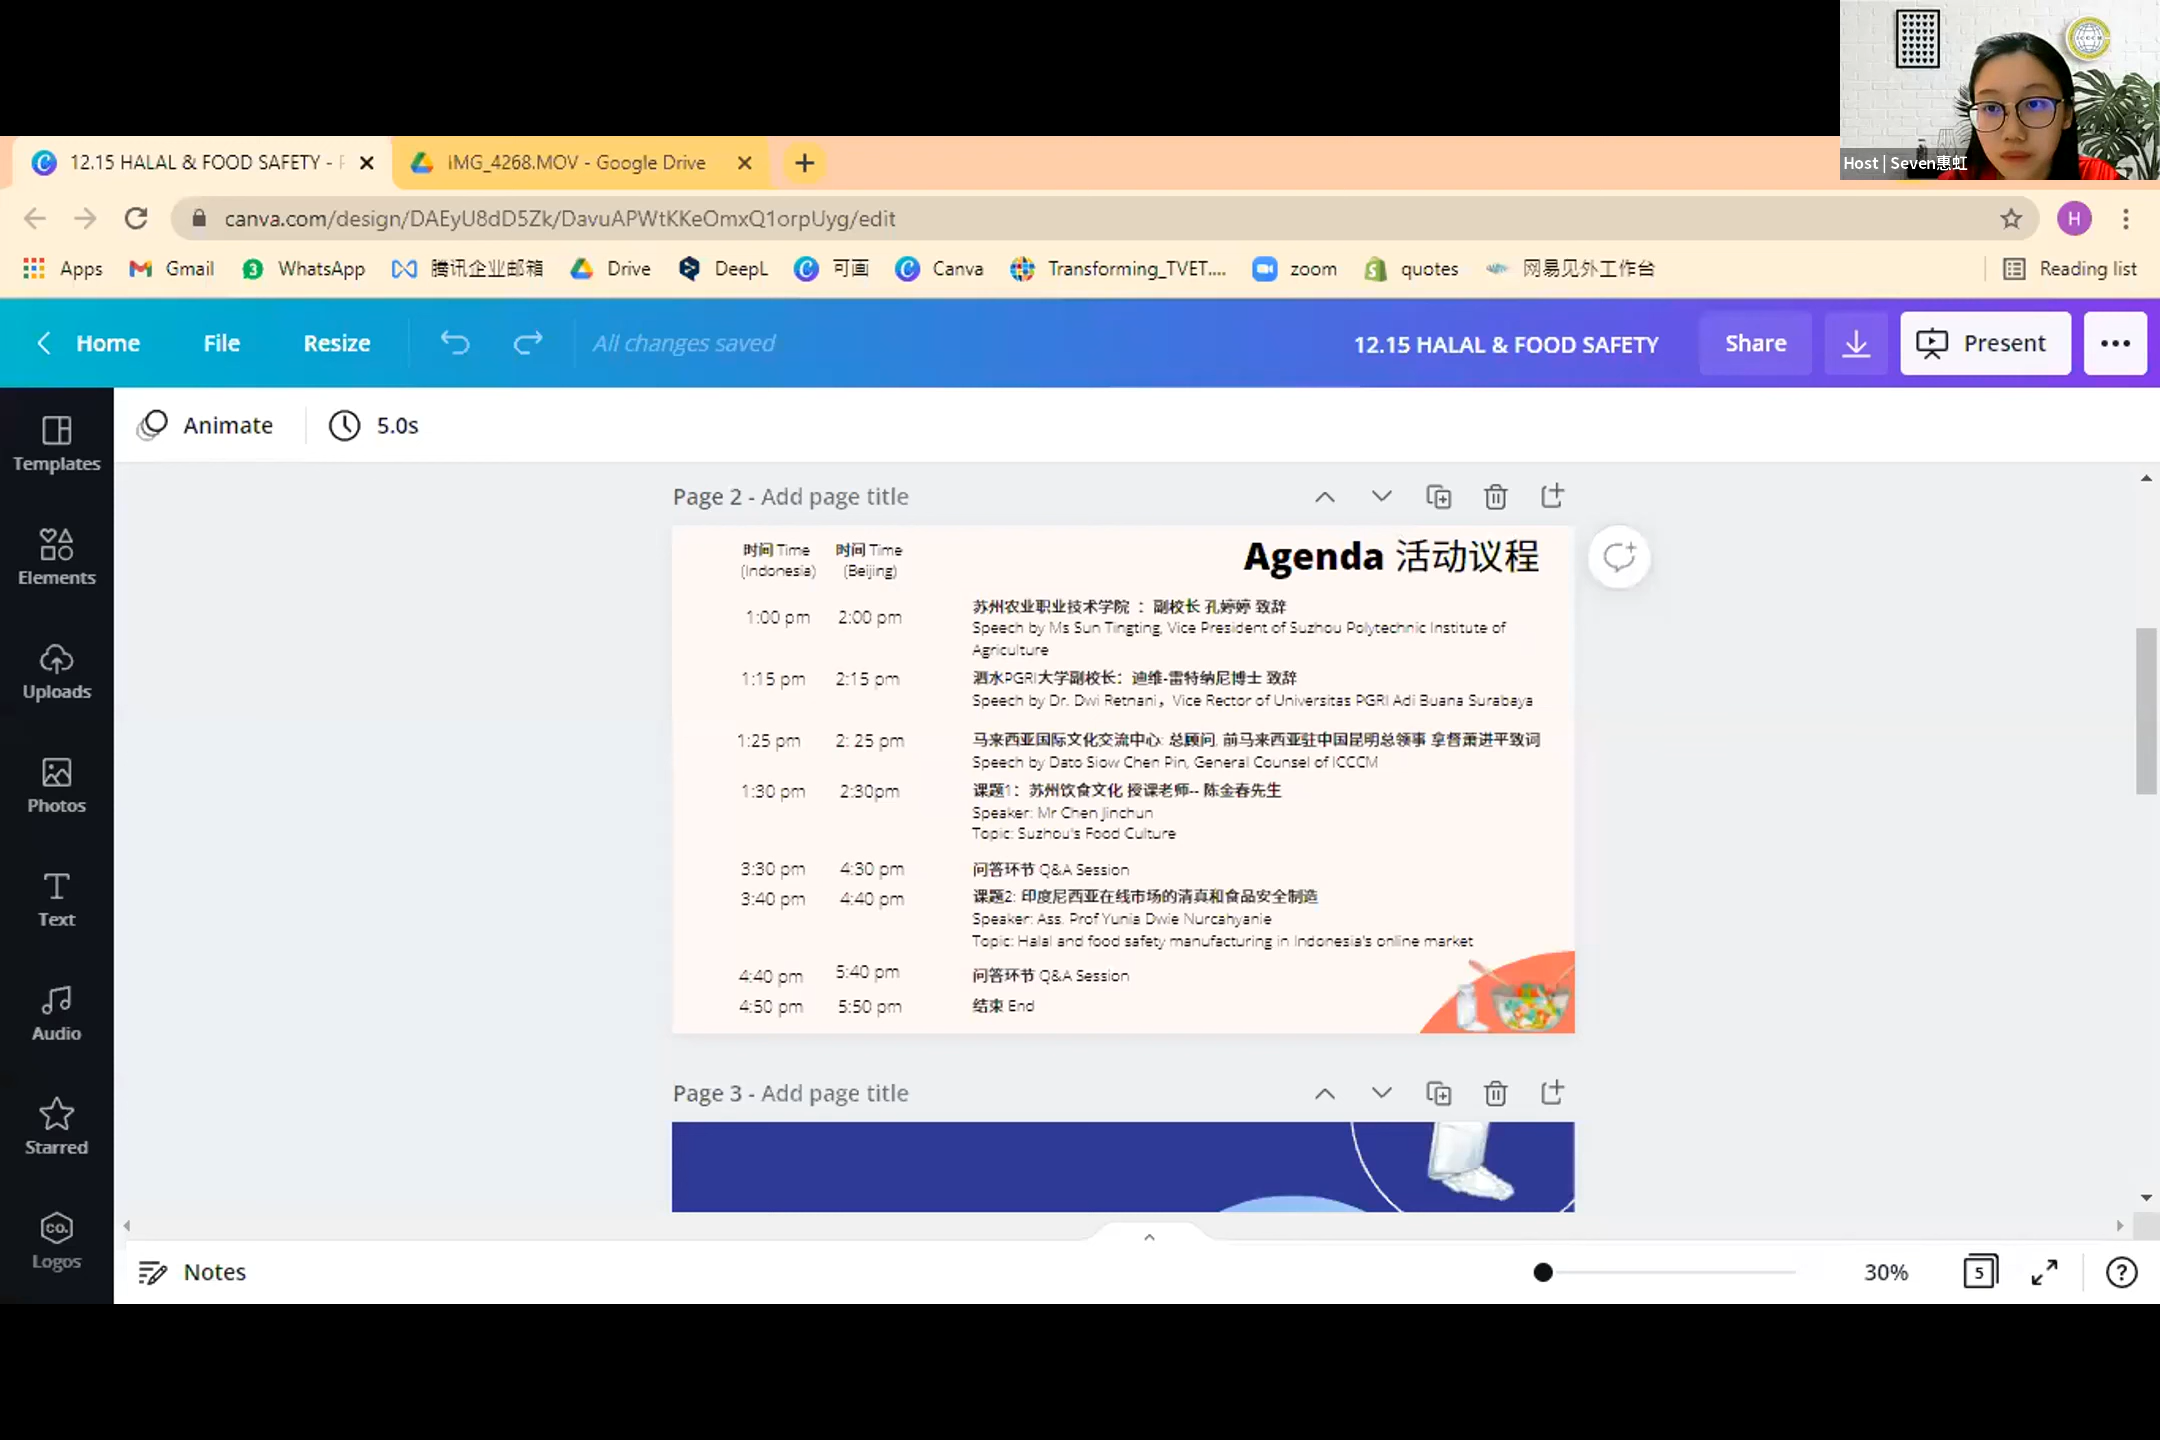 Host | Seven惠虹
12.15 HALAL & FOOD SAFETY -
IMG_4268.MOV - Google Drive
canva.com/design/DAEyU8dD5Zk/DavuAPWtKKeOmxQ1orpUyg/edit
H
Apps Gmail WhatsApp 腾讯企业邮箱 Drive DeepL 可画 Canva Transforming_TVET.... zoom quotes 网易见外工作台 Reading list
Home File Resize All changes saved 12.15 HALAL & FOOD SAFETY Share Present
Animate 5.0s
Templates
Elements
Uploads
Photos
Text
Audio
Starred
co.
Logos
Page 2 - Add page title
Agenda 活动议程
时间 Time 时间 Time
(Indonesia) (Beijing)
1:00 pm 2:00 pm 苏州农业职业技术学院 ：副校长 孔婷婷 致辞
Speech by Ms Sun Tingting, Vice President of Suzhou Polytechnic Institute of
Agriculture
1:15 pm 2:15 pm 泗水PGRI大学副校长：迪维-雷特纳尼博士 致辞
Speech by Dr. Dwi Retnani，Vice Rector of Universitas PGRI Adi Buana Surabaya
1:25 pm 2: 25 pm 马来西亚国际文化交流中心: 总顾问, 前马来西亚驻中国昆明总领事 拿督萧进平致词
Speech by Dato Siow Chen Pin, General Counsel of ICCCM
1:30 pm 2:30pm 课题1：苏州饮食文化 授课老师-- 陈金春先生
Speaker: Mr Chen Jinchun
Topic: Suzhou's Food Culture
3:30 pm 4:30 pm 问答环节 Q&A Session
3:40 pm 4:40 pm 课题2: 印度尼西亚在线市场的清真和食品安全制造
Speaker: Ass. Prof Yunia Dwie Nurcahyanie
Topic: Halal and food safety manufacturing in Indonesia's online market
4:40 pm 5:40 pm 问答环节 Q&A Session
4:50 pm 5:50 pm 结束 End
Page 3 - Add page title
Notes 30% 5